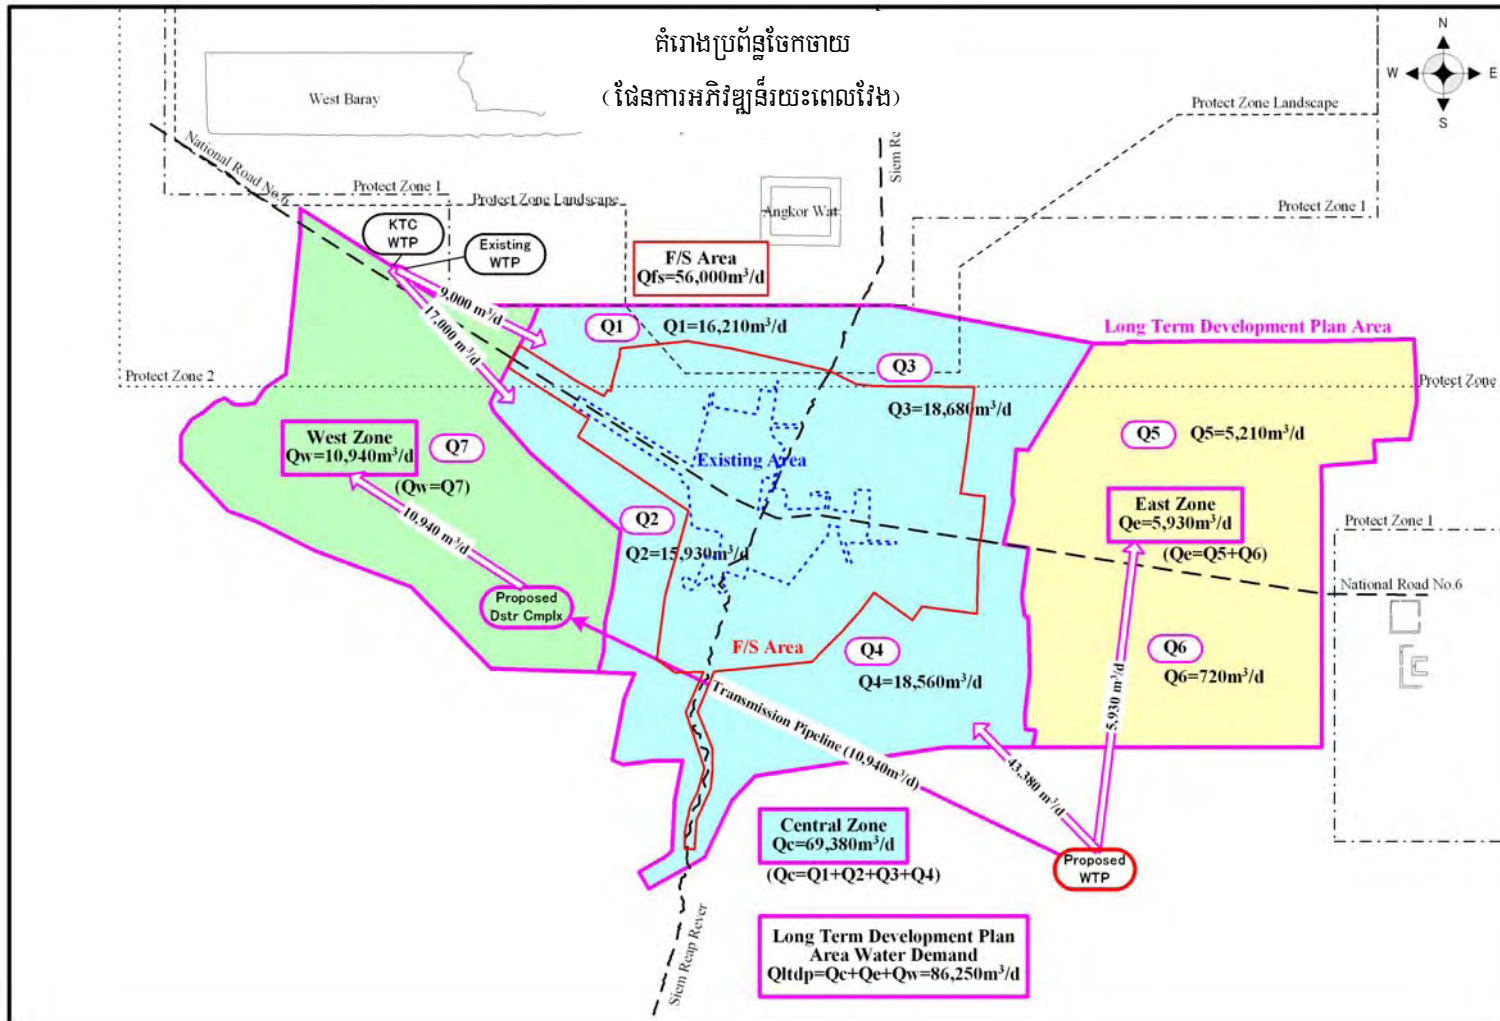 គំរោងប្រព័ន្ធចែកចាយ
(ផែនការអភិវឌ្ឍន៏រយះពេលវែង)
N
W
E
S
West Baray
Protect Zone Landscape
National Road No.6
Siem Re
Protect Zone 1
Protect Zone Landscape
Angkor Wat
Protect Zone 1
KTC
WTP
Existing
WTP
F/S Area
Qfs=56,000m³/d
9,000 m³/d
17,000 m³/d
Q1
Q1=16,210m³/d
Long Term Development Plan Area
Protect Zone 2
Q3
Protect Zone
Q3=18,680m³/d
West Zone
Qw=10,940m³/d
Q7
(Qw=Q7)
Q5
Q5=5,210m³/d
Existing Area
East Zone
Qe=5,930m³/d
(Qe=Q5+Q6)
10,940 m³/d
Q2
Q2=15,930m³/d
Protect Zone 1
National Road No.6
Proposed
Dstr Cmplx
F/S Area
Q4
Q4=18,560m³/d
Q6
Q6=720m³/d
5,930 m³/d
Transmission Pipeline (10,940m³/d)
43,380 m³/d
Central Zone
Qc=69,380m³/d
(Qc=Q1+Q2+Q3+Q4)
Proposed
WTP
Siem Reap Rever
Long Term Development Plan
Area Water Demand
Qltdp=Qc+Qe+Qw=86,250m³/d